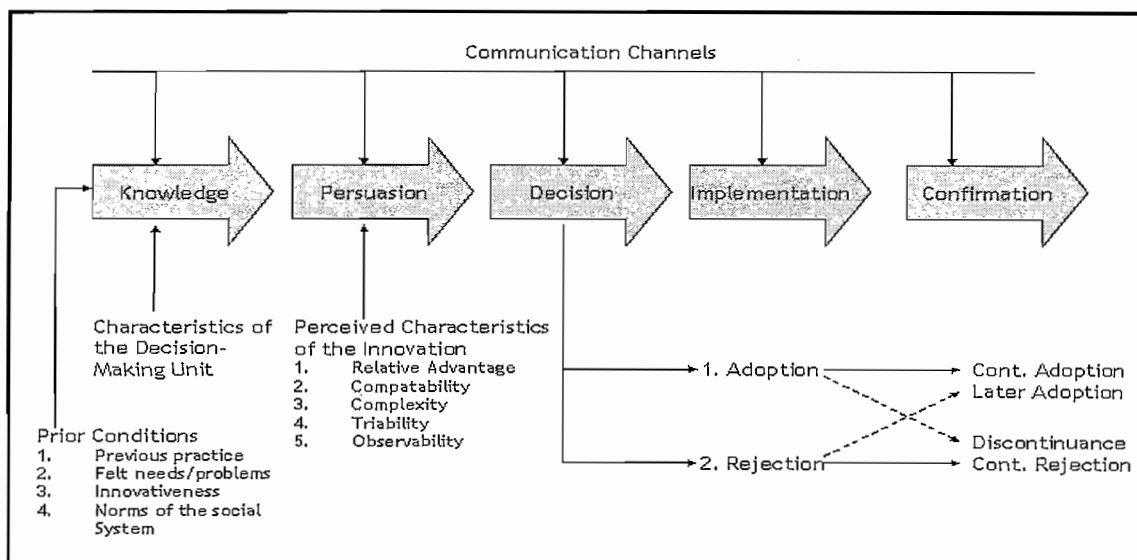 Communication Channels
Knowledge
Persuasion
Decision
Implementation
Confirmation
Characteristics of
the Decision-
Making Unit
Perceived Characteristics
of the Innovation
1. Relative Advantage
2. Compatability
3. Complexity
4. Triability
5. Observability
Prior Conditions
1. Previous practice
2. Felt needs/problems
3. Innovativeness
4. Norms of the social
System
1. Adoption
2. Rejection
Cont. Adoption
Later Adoption
Discontinuance
Cont. Rejection